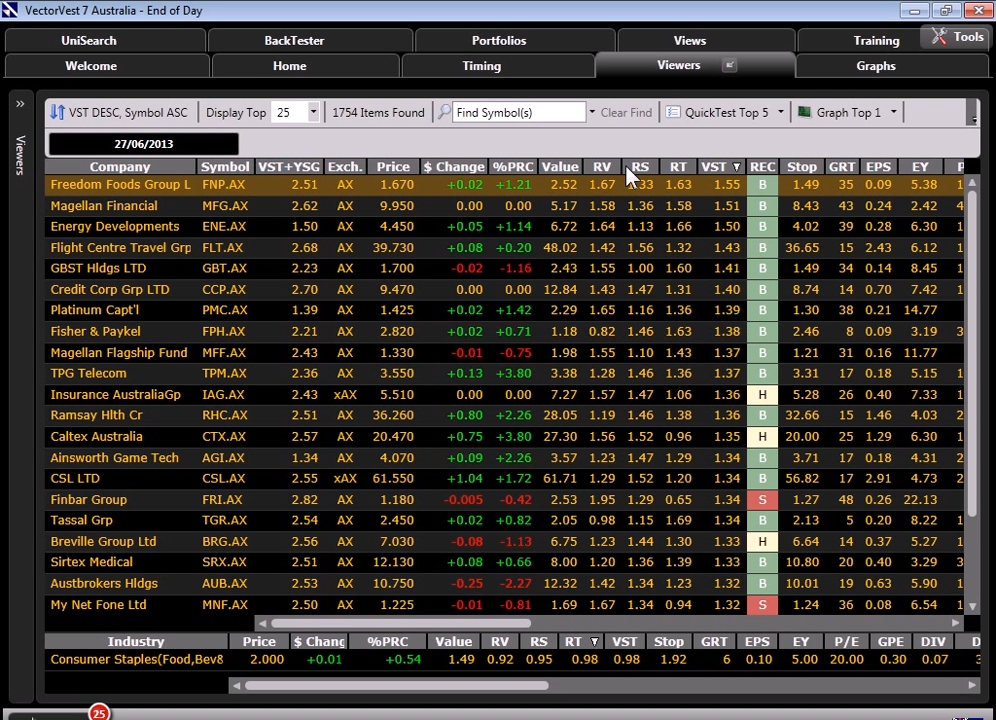 VectorVest 7 Australia - End of Day
UniSearch BackTester Portfolios Views Training Tools
Welcome Home Timing Viewers Graphs
» VST DESC, Symbol ASC Display Top 25 1754 Items Found Find Symbol(s) Clear Find QuickTest Top 5 Graph Top 1
Viewers
27/06/2013
Company Symbol VST+YSG Exch. Price $ Change %PRC Value RV RS RT VST REC Stop GRT EPS EY P
Freedom Foods Group L FNP.AX 2.51 AX 1.670 +0.02 +1.21 2.52 1.67 1.63 1.55 B 1.49 35 0.09 5.38 1
Magellan Financial MFG.AX 2.62 AX 9.950 0.00 0.00 5.17 1.58 1.36 1.58 1.51 B 8.43 43 0.24 2.42 4
Energy Developments ENE.AX 1.50 AX 4.450 +0.05 +1.14 6.72 1.64 1.13 1.66 1.50 B 4.02 39 0.28 6.30 1
Flight Centre Travel Grp FLT.AX 2.68 AX 39.730 +0.08 +0.20 48.02 1.42 1.56 1.32 1.43 B 36.65 15 2.43 6.12 1
GBST Hldgs LTD GBT.AX 2.23 AX 1.700 -0.02 -1.16 2.43 1.55 1.00 1.60 1.41 B 1.49 34 0.14 8.45 1
Credit Corp Grp LTD CCP.AX 2.70 AX 9.470 0.00 0.00 12.84 1.43 1.47 1.31 1.40 B 8.74 14 0.70 7.42 1
Platinum Capt'l PMC.AX 1.39 AX 1.425 +0.02 +1.42 2.29 1.65 1.16 1.36 1.39 B 1.30 38 0.21 14.77
Fisher & Paykel FPH.AX 2.21 AX 2.820 +0.02 +0.71 1.18 0.82 1.46 1.63 1.38 B 2.46 8 0.09 3.19 3
Magellan Flagship Fund MFF.AX 2.43 AX 1.330 -0.01 -0.75 1.98 1.55 1.10 1.43 1.37 B 1.21 31 0.16 11.77
TPG Telecom TPM.AX 2.36 AX 3.550 +0.13 +3.80 3.38 1.28 1.46 1.36 1.37 B 3.31 17 0.18 5.15 1
Insurance AustraliaGp IAG.AX 2.43 xAX 5.510 0.00 0.00 7.27 1.57 1.47 1.06 1.36 H 5.28 26 0.40 7.33 1
Ramsay Hlth Cr RHC.AX 2.51 AX 36.260 +0.80 +2.26 28.05 1.19 1.46 1.38 1.36 B 32.66 15 1.46 4.03 2
Caltex Australia CTX.AX 2.57 AX 20.470 +0.75 +3.80 27.30 1.56 1.52 0.96 1.35 H 20.00 25 1.29 6.30 1
Ainsworth Game Tech AGI.AX 1.34 AX 4.070 +0.09 +2.26 3.57 1.23 1.47 1.29 1.34 B 3.71 17 0.18 4.31 2
CSL LTD CSL.AX 2.55 xAX 61.550 +1.04 +1.72 61.71 1.29 1.52 1.20 1.34 B 56.82 17 2.91 4.73 2
Finbar Group FRI.AX 2.82 AX 1.180 -0.005 -0.42 2.53 1.95 1.29 0.65 1.34 S 1.27 48 0.26 22.13
Tassal Grp TGR.AX 2.54 AX 2.450 +0.02 +0.82 2.05 0.98 1.15 1.69 1.34 B 2.13 5 0.20 8.22 1
Breville Group Ltd BRG.AX 2.56 AX 7.030 -0.08 -1.13 6.75 1.23 1.44 1.30 1.33 H 6.64 14 0.37 5.27 1
Sirtex Medical SRX.AX 2.51 AX 12.130 +0.08 +0.66 8.00 1.20 1.36 1.39 1.33 B 10.80 20 0.40 3.29 3
Austbrokers Hldgs AUB.AX 2.53 AX 10.750 -0.25 -2.27 12.32 1.42 1.34 1.23 1.32 B 10.01 19 0.63 5.90 1
My Net Fone Ltd MNF.AX 2.50 AX 1.225 -0.01 -0.81 1.69 1.67 1.34 0.94 1.32 S 1.24 36 0.08 6.54 1
Industry Price $ Chang %PRC Value RV RS RT VST Stop GRT EPS EY P/E GPE DIV D
Consumer Staples(Food,Bev& 2.000 +0.01 +0.54 1.49 0.92 0.95 0.98 0.98 1.92 6 0.10 5.00 20.00 0.30 0.07
25